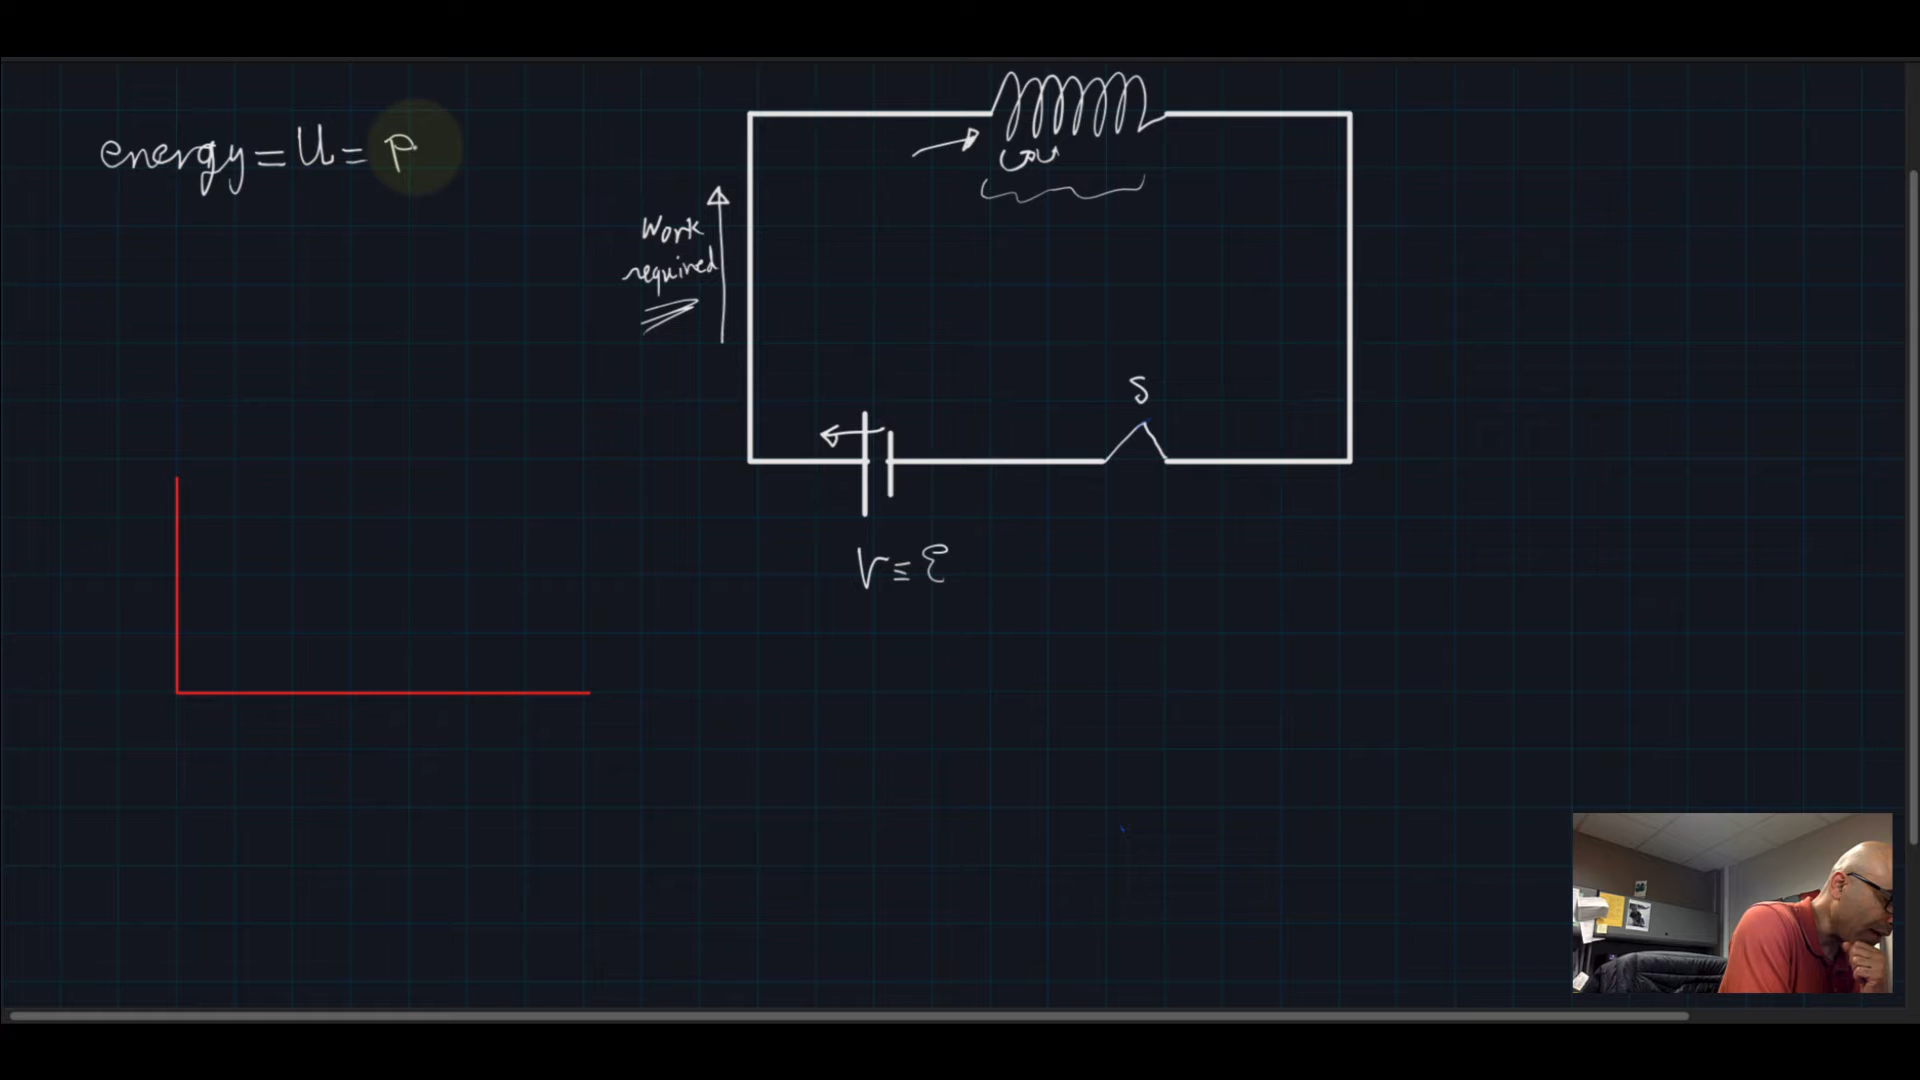 energy = U = P
Work
required
S
V ≡ ℰ